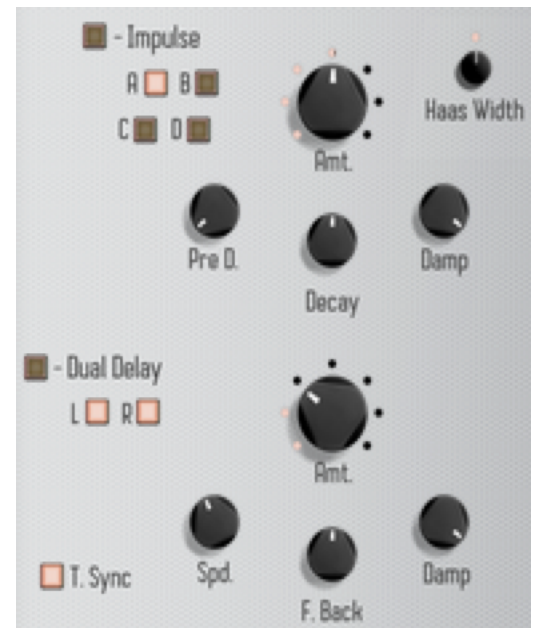 - Impulse
A B
C D
Amt.
Haas Width
Pre D.
Decay
Damp
- Dual Delay
L R
Amt.
Spd.
Damp
T. Sync
F. Back